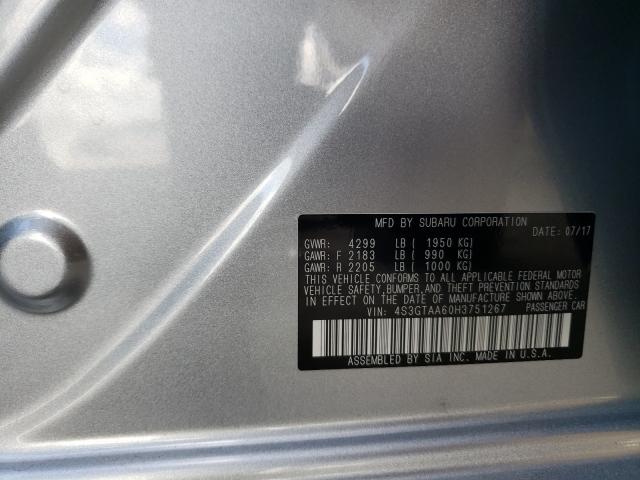 MFD BY SUBARU CORPORATION
DATE: 07/17
GVWR: 4299 LB ( 1950 KG)
GAWR: F 2183 LB ( 990 KG)
GAWR: R 2205 LB ( 1000 KG)
THIS VEHICLE CONFORMS TO ALL APPLICABLE FEDERAL MOTOR
VEHICLE SAFETY, BUMPER, AND THEFT PREVENTION STANDARDS
IN EFFECT ON THE DATE OF MANUFACTURE SHOWN ABOVE.
VIN: 4S3GTAA60H3751267 PASSENGER CAR
ASSEMBLED BY SIA INC. MADE IN U.S.A.